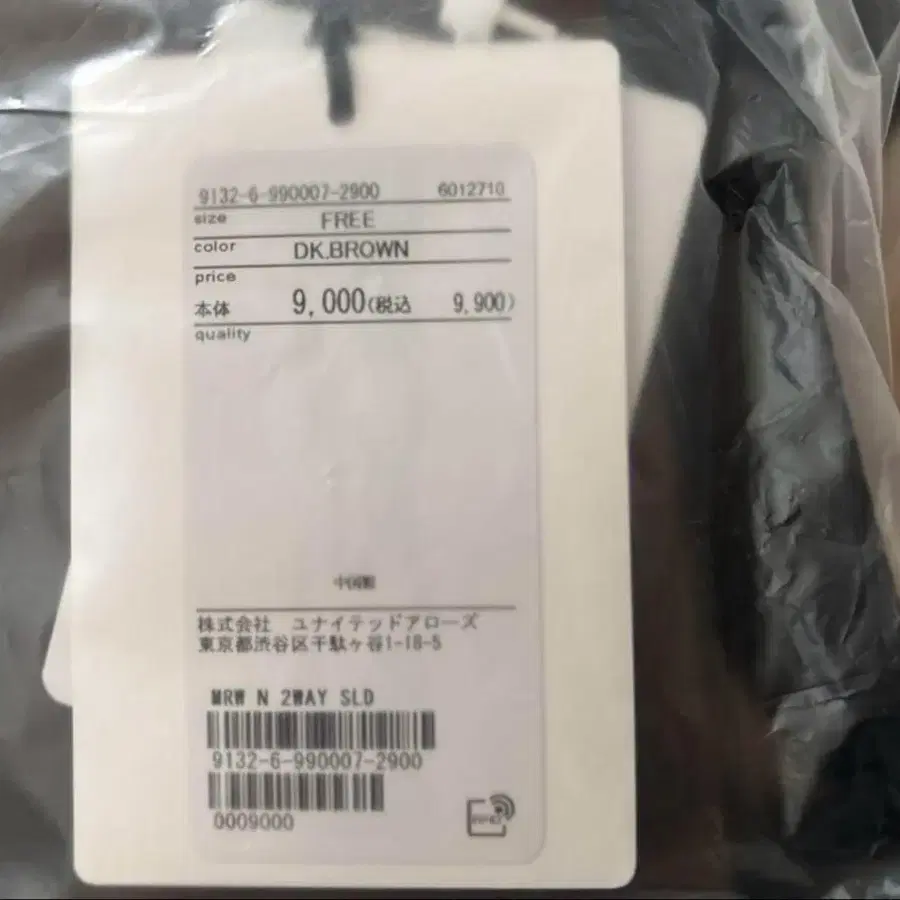 9132-6-990007-2900 6012710
size FREE
color DK.BROWN
price
本体 9,000(税込 9,900)
quality
中国製
株式会社 ユナイテッドアローズ
東京都渋谷区千駄ヶ谷1-18-5
MRW N 2WAY SLD
9132-6-990007-2900
0009000